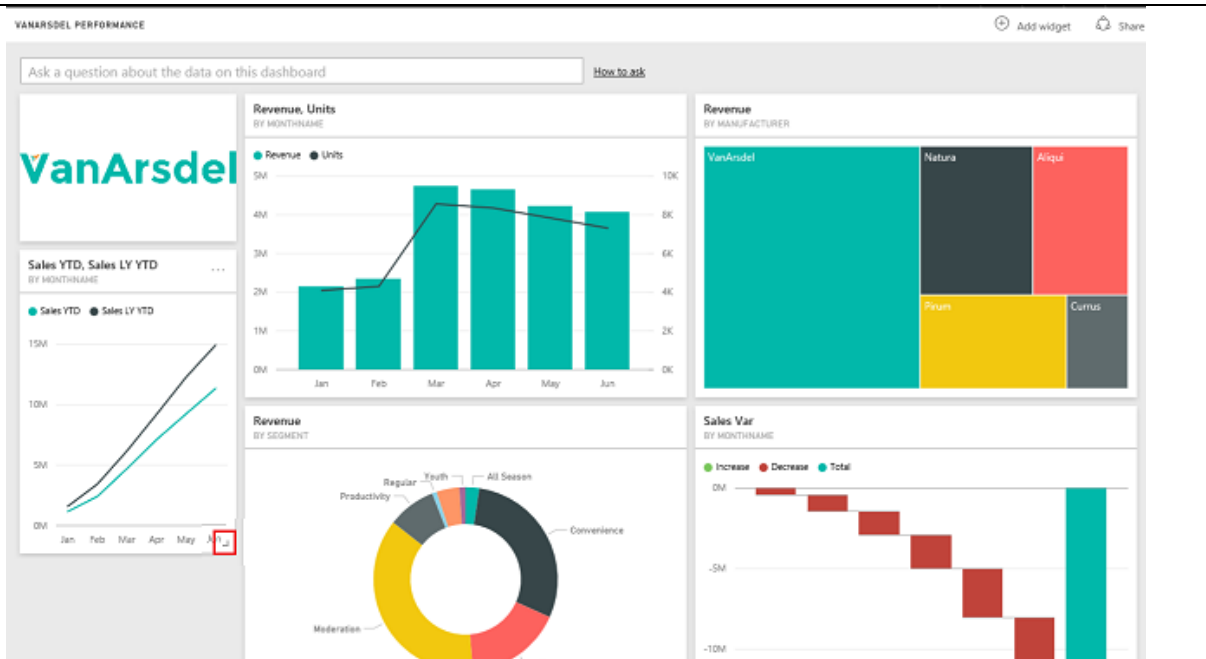 VANARSDEL PERFORMANCE
Add widget
Share
Ask a question about the data on this dashboard
How to ask
VanArsdel
Revenue, Units
BY MONTHNAME
Revenue Units
5M 10K
4M 8K
3M 6K
2M 4K
1M 2K
0M 0K
Jan Feb Mar Apr May Jun
Revenue
BY MANUFACTURER
VanArsdel
Natura
Aliqui
Pirum
Currus
Sales YTD, Sales LY YTD
...
BY MONTHNAME
Sales YTD Sales LY YTD
15M
10M
5M
0M
Jan Feb Mar Apr May Jun
Revenue
BY SEGMENT
Youth
All Season
Regular
Productivity
Convenience
Moderation
Sales Var
BY MONTHNAME
Increase Decrease Total
0M
-5M
-10M